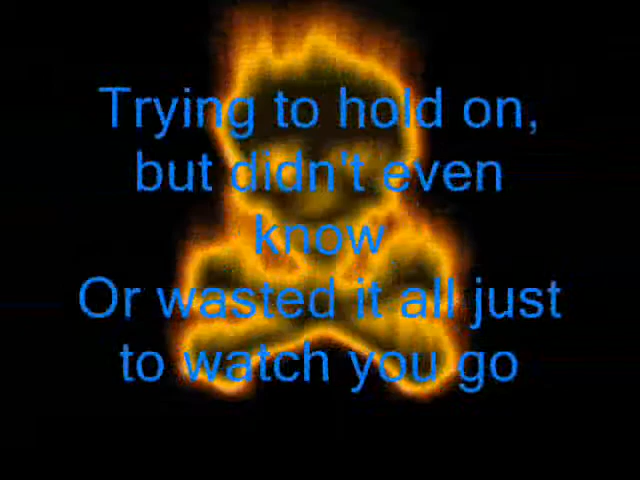 Trying to hold on,
but didn't even
know
Or wasted it all just
to watch you go